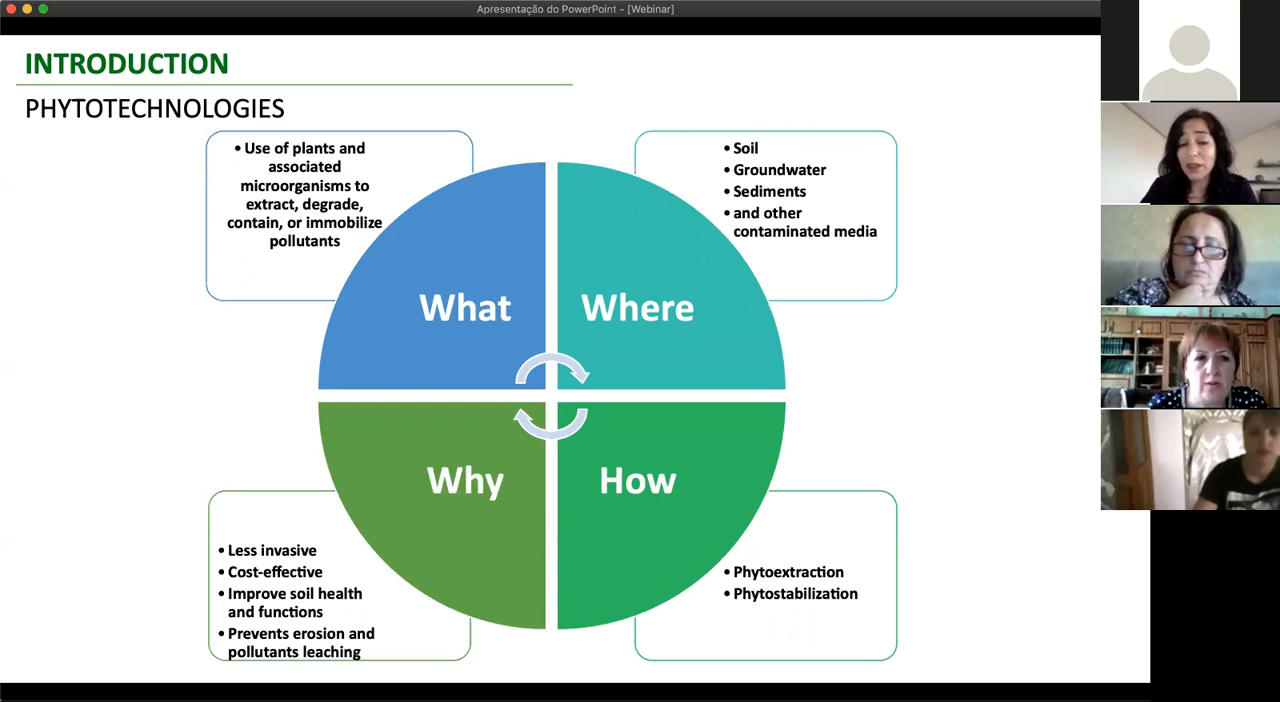 Apresentação do PowerPoint - [Webinar]
INTRODUCTION
PHYTOTECHNOLOGIES
• Use of plants and
associated
microorganisms to
extract, degrade,
contain, or immobilize
pollutants
• Soil
• Groundwater
• Sediments
• and other
contaminated media
What
Where
Why
How
• Less invasive
• Cost-effective
• Improve soil health
and functions
• Prevents erosion and
pollutants leaching
• Phytoextraction
• Phytostabilization